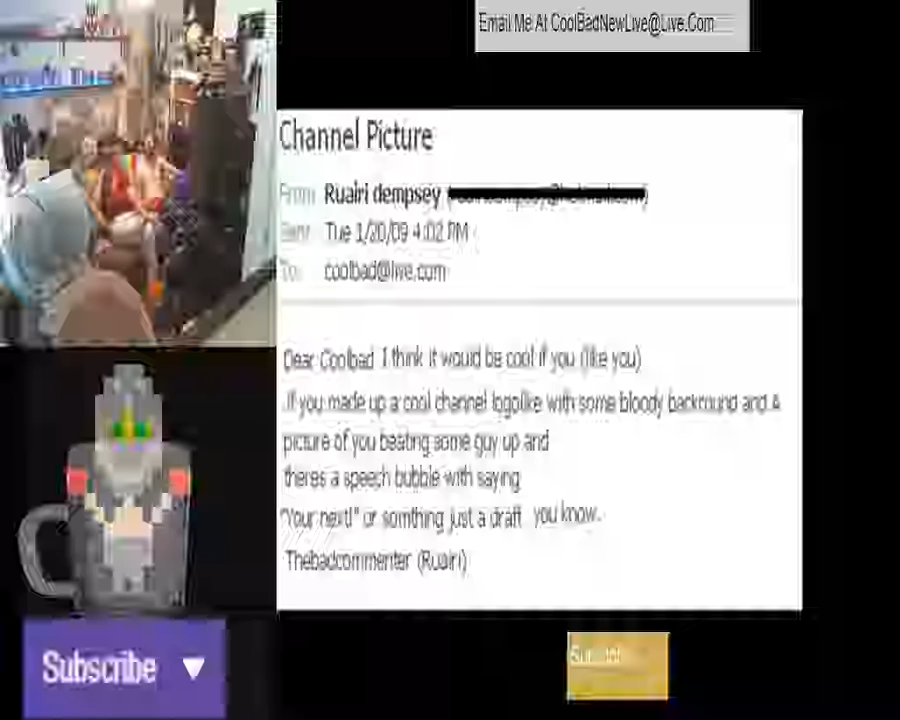 Email Me At CoolBadNewLive@Live.Com
Channel Picture
From: Ruairi dempsey
Sent: Tue 1/20/09 4:02 PM
To: coolbad@live.com
Dear Coolbad I think it would be cool if you (like you)
.If you made up a cool channel logolike with some bloody backround and A
picture of you beating some guy up and
theres a speech bubble with saying
"Your next!" or somthing just a draft you know.
Thebadcommenter (Ruairi)
Subscribe